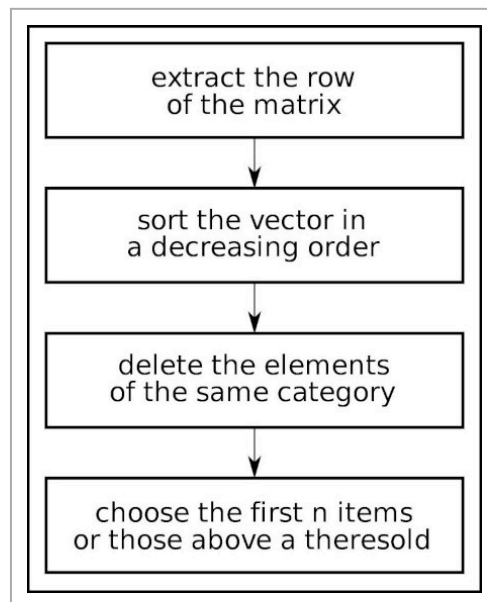 extract the row
of the matrix
sort the vector in
a decreasing order
delete the elements
of the same category
choose the first n items
or those above a theresold